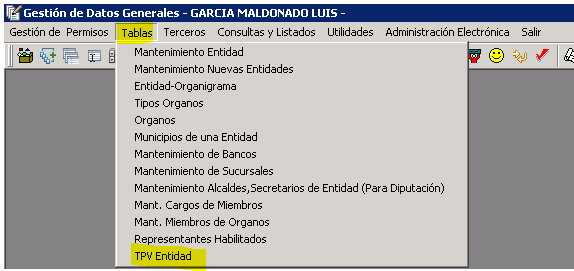 Gestión de Datos Generales - GARCIA MALDONADO LUIS -
Gestión de Permisos Tablas Terceros Consultas y Listados Utilidades Administración Electrónica Salir
Mantenimiento Entidad
Mantenimiento Nuevas Entidades
Entidad-Organigrama
Tipos Organos
Organos
Municipios de una Entidad
Mantenimiento de Bancos
Mantenimiento de Sucursales
Mantenimiento Alcaldes,Secretarios de Entidad (Para Diputación)
Mant. Cargos de Miembros
Mant. Miembros de Organos
Representantes Habilitados
TPV Entidad